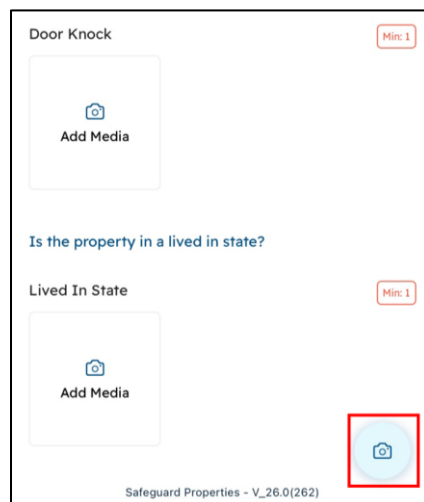 Door Knock
Min: 1
Add Media
Is the property in a lived in state?
Lived In State
Min: 1
Add Media
Safeguard Properties - V_26.0(262)